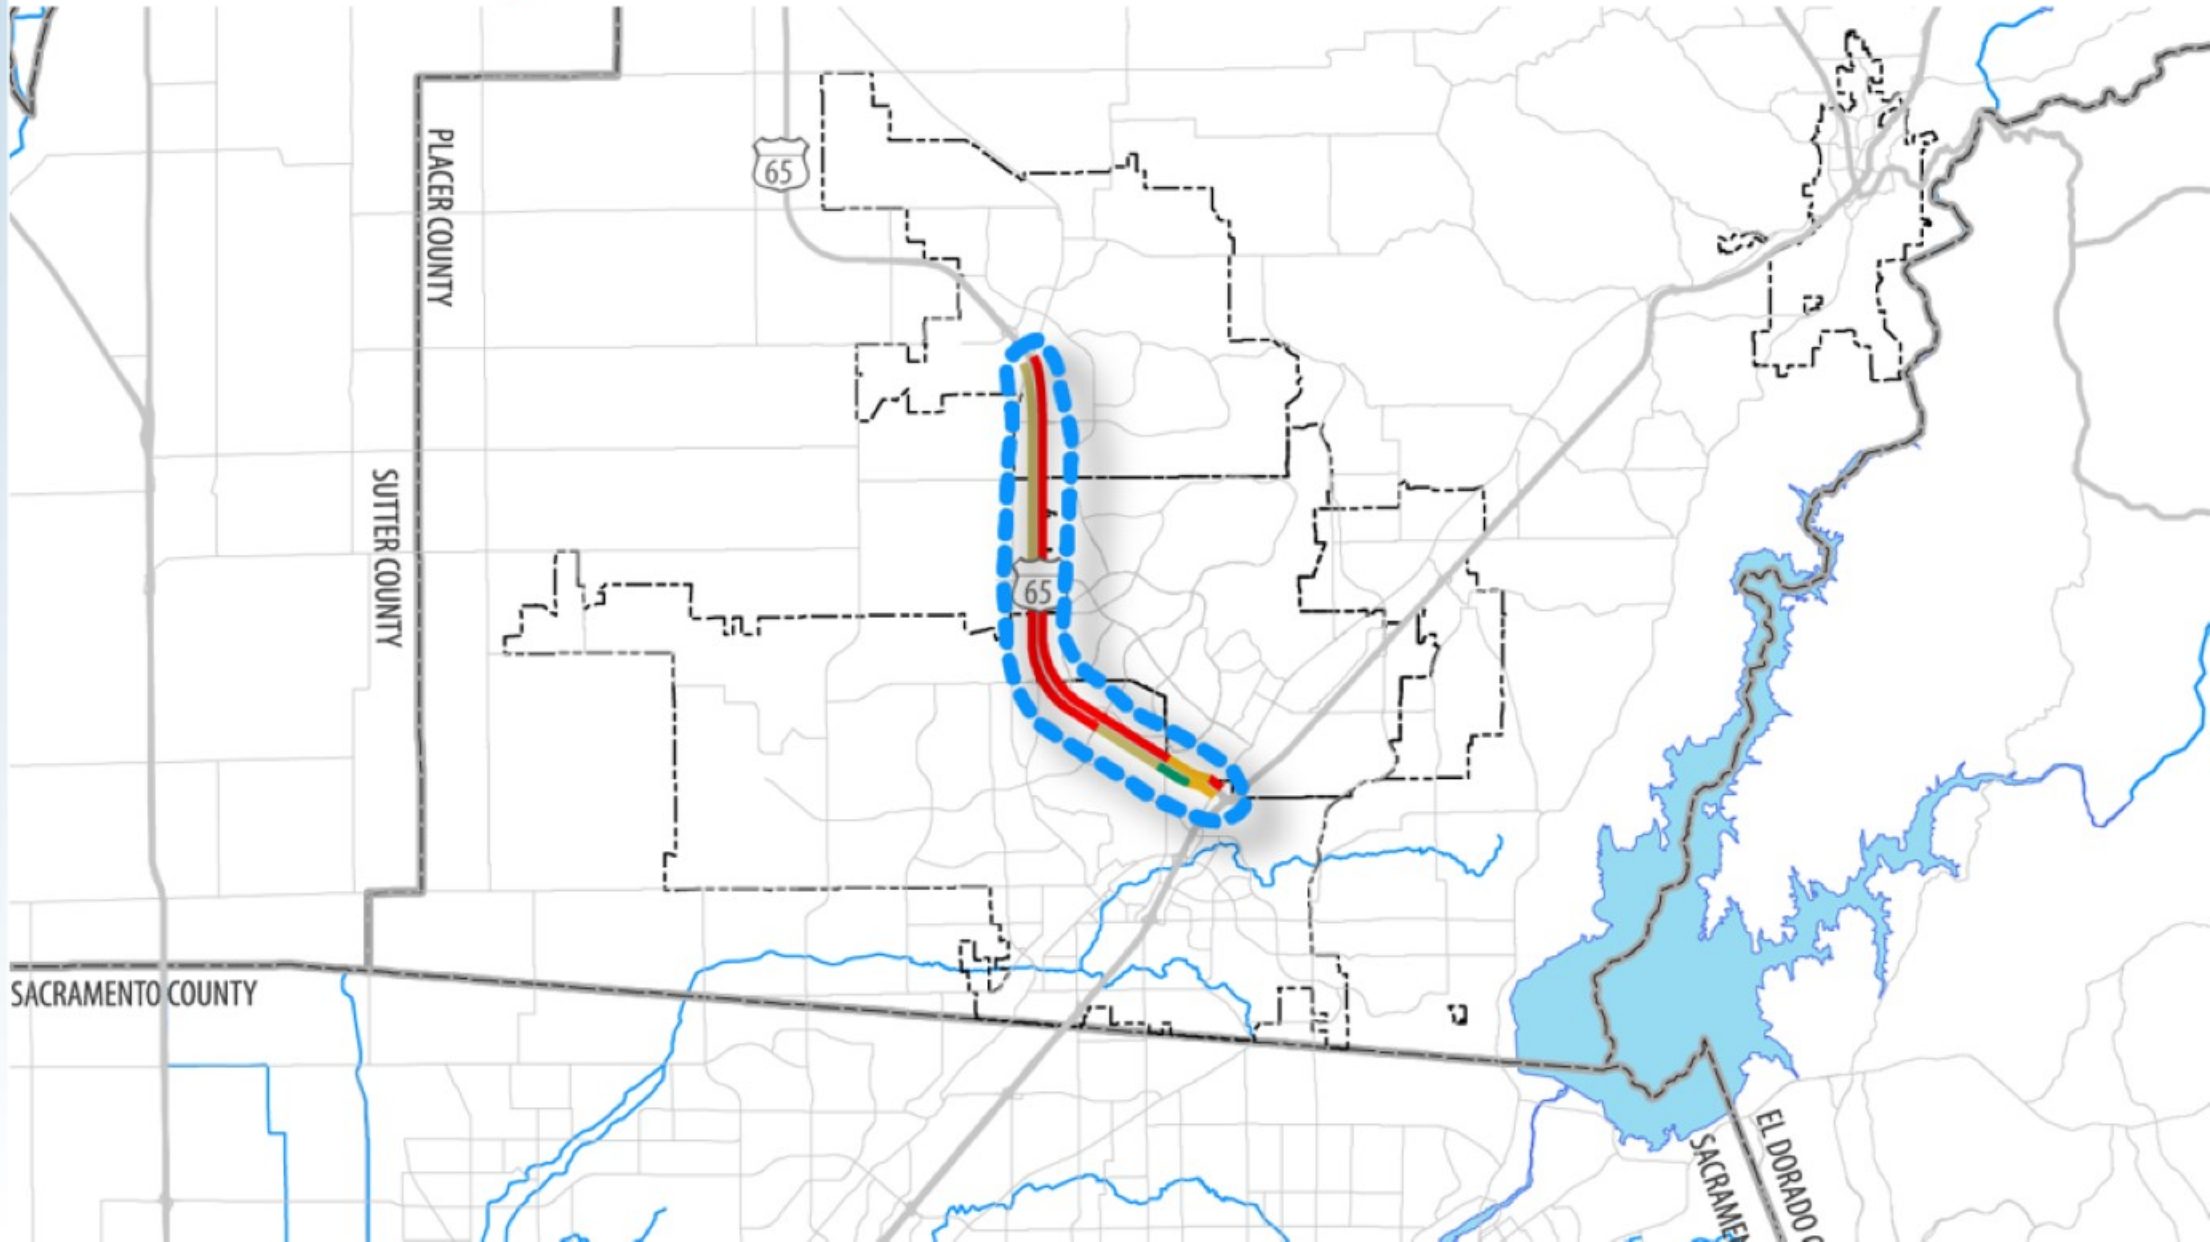 65
PLACER COUNTY
SUTTER COUNTY
65
SACRAMENTO COUNTY
EL DORADO C
SACRAMEN